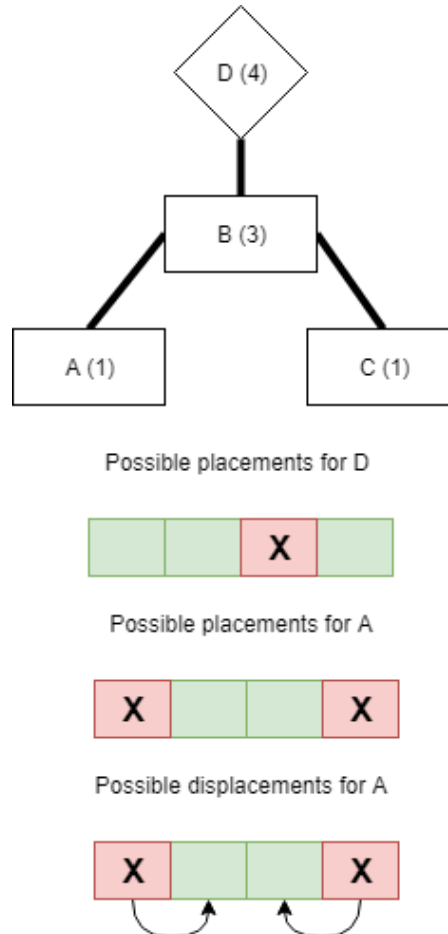 D (4)
B (3)
A (1) C (1)
Possible placements for D
X
Possible placements for A
X X
Possible displacements for A
X X